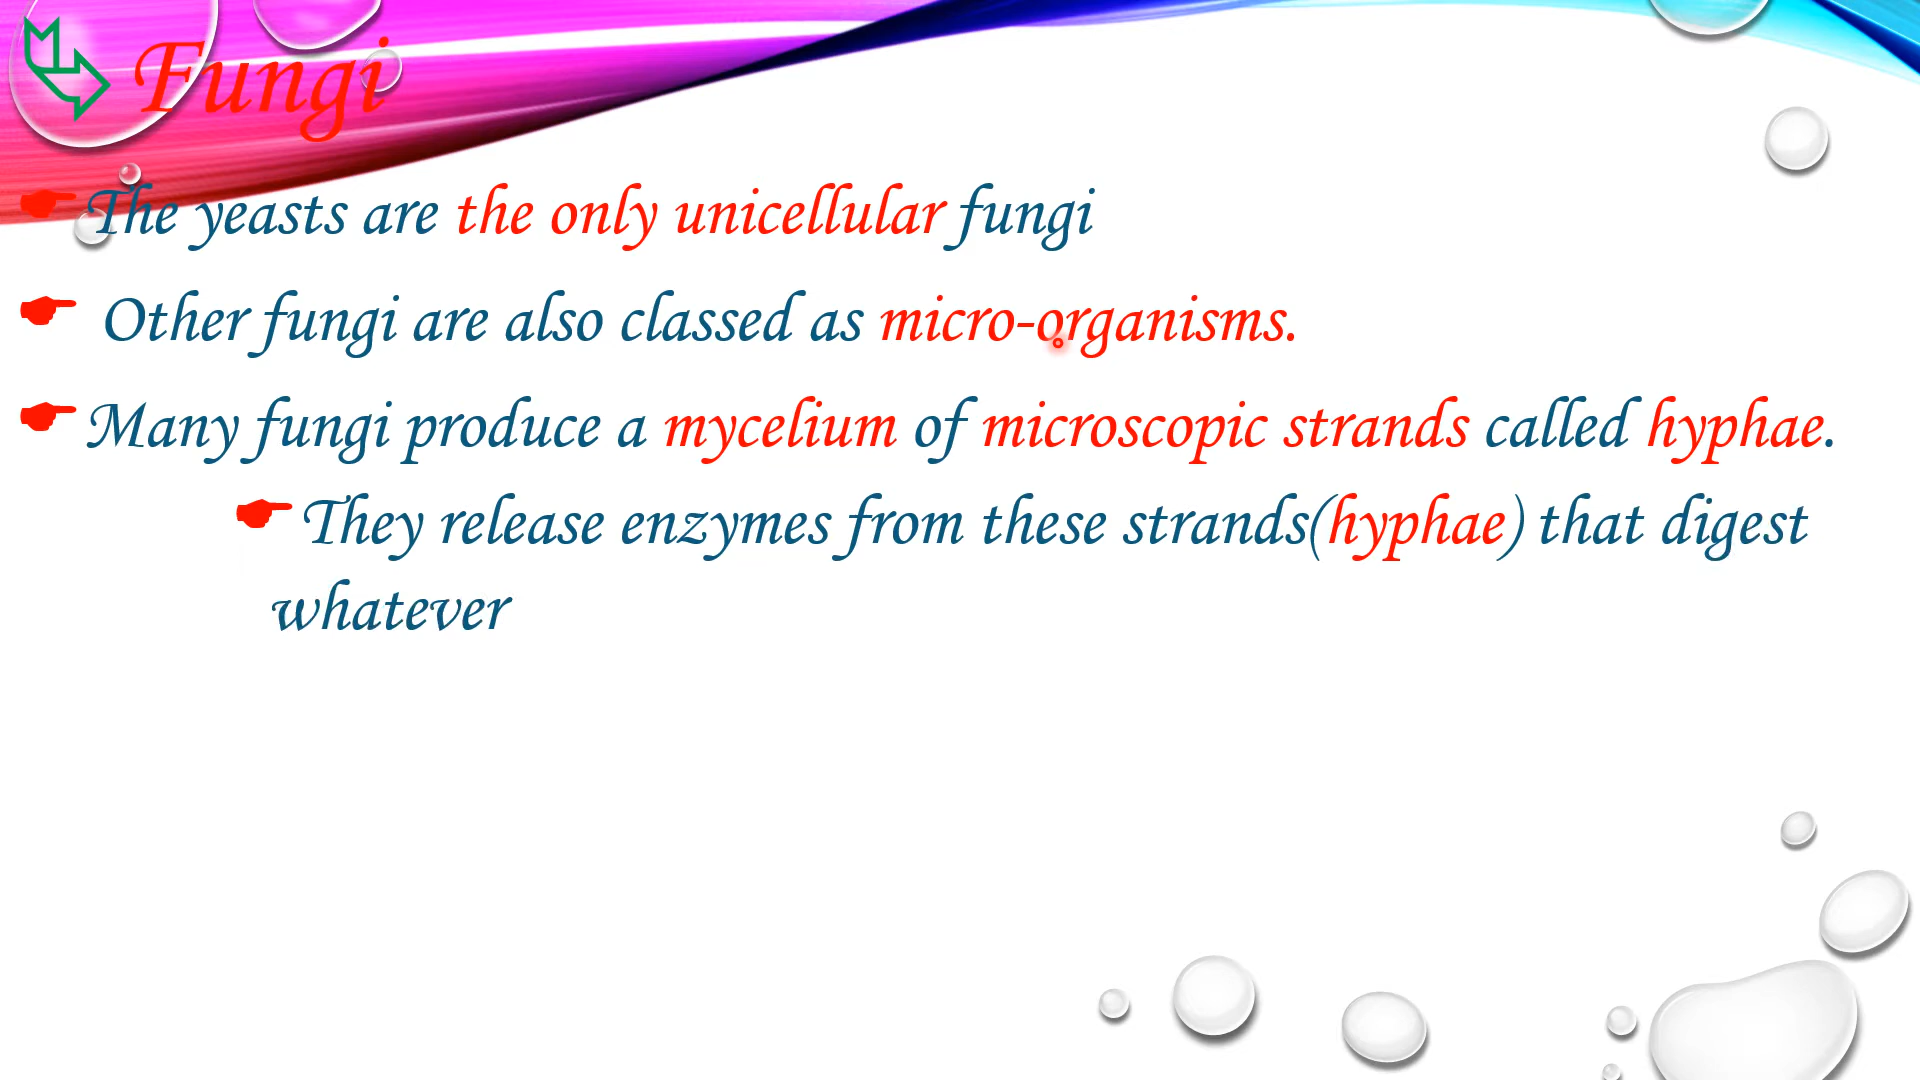 Fungi
The yeasts are the only unicellular fungi
Other fungi are also classed as micro-organisms.
Many fungi produce a mycelium of microscopic strands called hyphae.
They release enzymes from these strands(hyphae) that digest
whatever